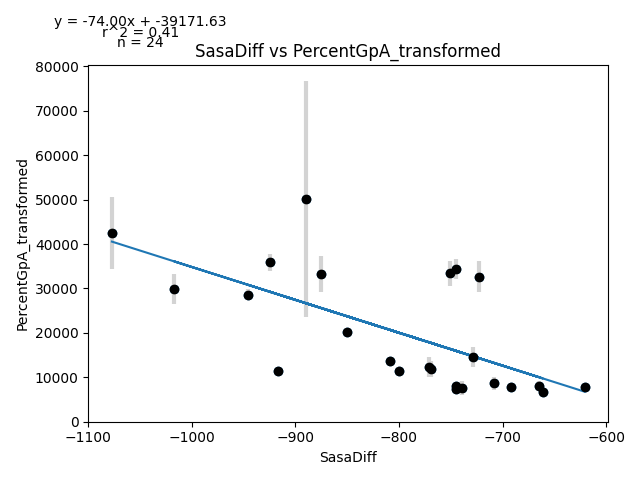 y = -74.00x + -39171.63
r^2 = 0.41
n = 24
SasaDiff vs PercentGpA_transformed
80000
70000
60000
50000
40000
30000
20000
10000
0
PercentGpA_transformed
−1100
−1000
−900
−800
−700
−600
SasaDiff